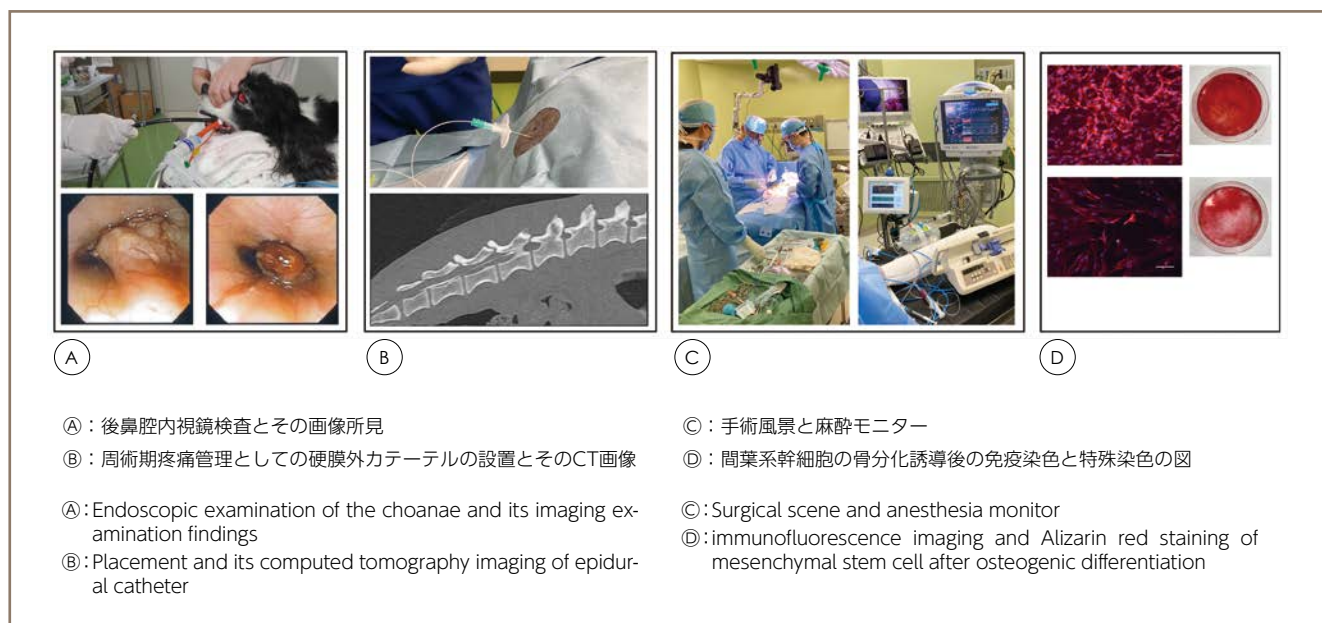 Ⓐ
Ⓑ
Ⓒ
Ⓓ
Ⓐ：後鼻腔内視鏡検査とその画像所見
Ⓑ：周術期疼痛管理としての硬膜外カテーテルの設置とそのCT画像
Ⓐ:Endoscopic examination of the choanae and its imaging ex-
amination findings
Ⓑ:Placement and its computed tomography imaging of epidur-
al catheter
Ⓒ：手術風景と麻酔モニター
Ⓓ：間葉系幹細胞の骨分化誘導後の免疫染色と特殊染色の図
Ⓒ:Surgical scene and anesthesia monitor
Ⓓ:immunofluorescence imaging and Alizarin red staining of
mesenchymal stem cell after osteogenic differentiation